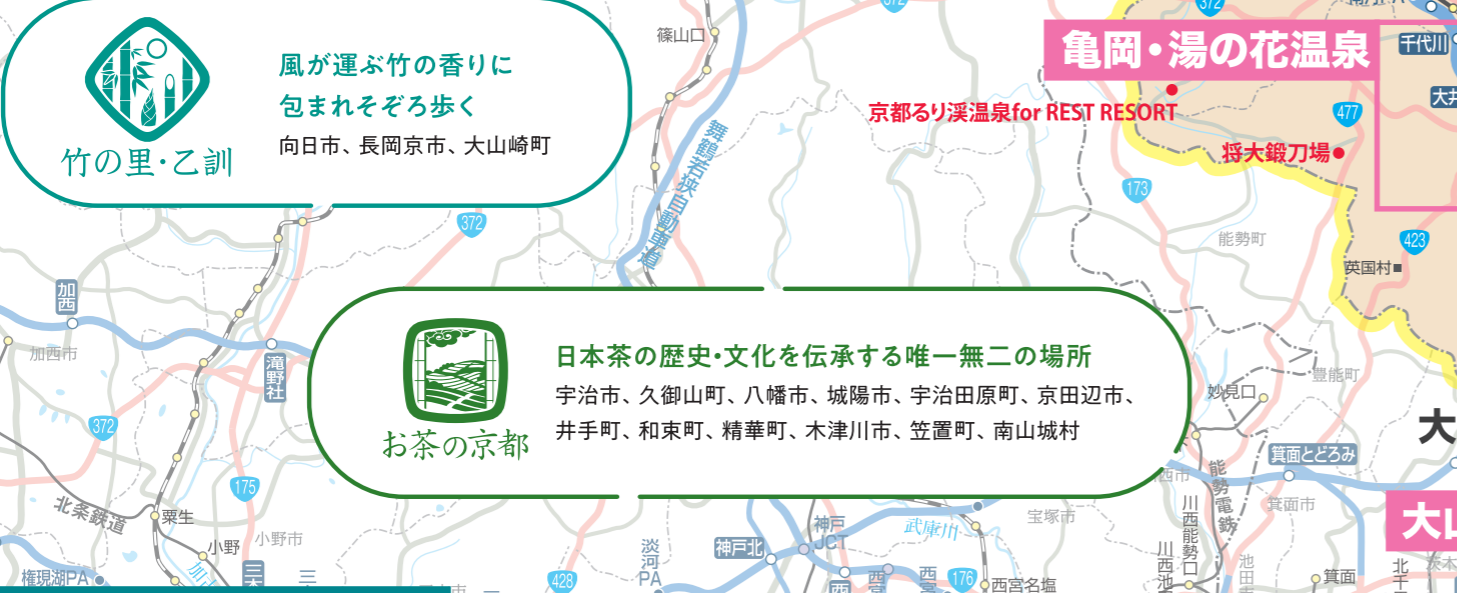 372
372
篠山口
亀岡・湯の花温泉
千代川
風が運ぶ竹の香りに
包まれそぞろ歩く
向日市、長岡京市、大山崎町
竹の里・乙訓
京都るり渓温泉for REST RESORT
477
将大鍛刀場
舞鶴若狭自動車道
173
372
能勢町
423
英国村
加西
加西市
滝野社
日本茶の歴史・文化を伝承する唯一無二の場所
宇治市、久御山町、八幡市、城陽市、宇治田原町、京田辺市、
井手町、和束町、精華町、木津川市、笠置町、南山城村
お茶の京都
豊能町
妙見口
372
箕面とどろみ
能勢電鉄
175
北条鉄道
粟生
川西能勢口
箕面市
宝塚市
武庫川
神戸JCT
小野
小野市
神戸北
淡河PA
権現湖PA
428
176
西宮名塩
箕面